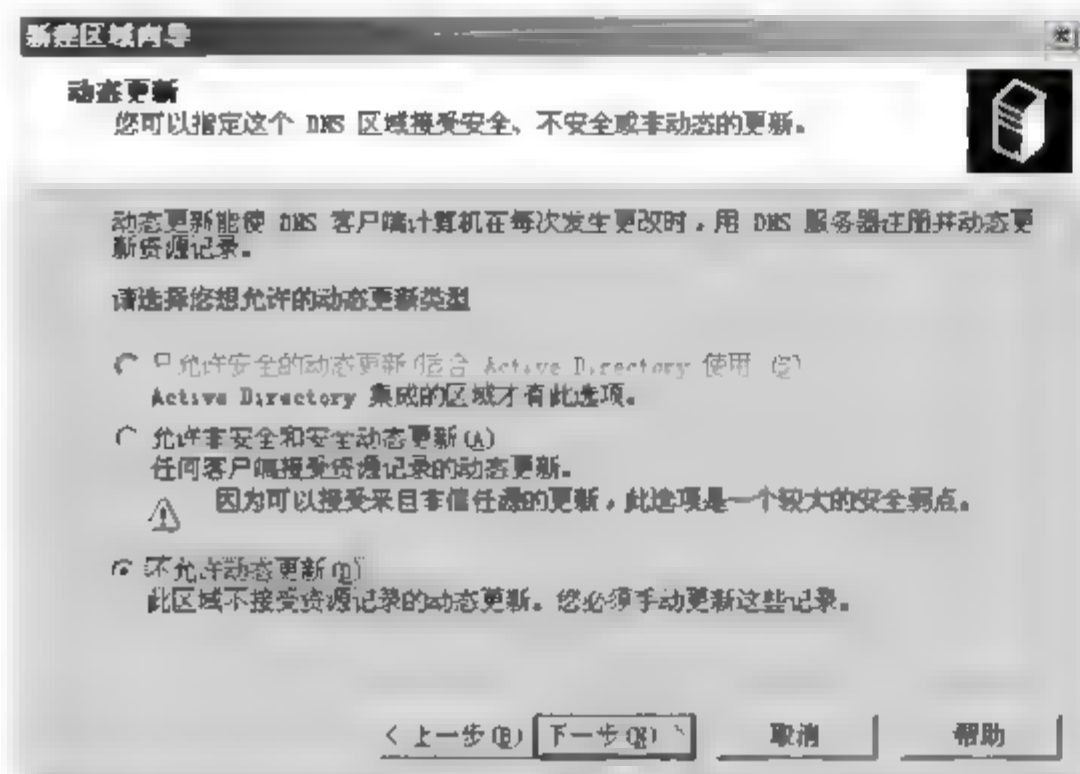 新建区域向导
动态更新
您可以指定这个 DNS 区域接受安全、不安全或非动态的更新。
动态更新能使 DNS 客户端计算机在每次发生更改时，用 DNS 服务器注册并动态更
新资源记录。
请选择您想允许的动态更新类型
只允许安全的动态更新(适合 Active Directory 使用)(S)
Active Directory 集成的区域才有此选项。
允许非安全和安全动态更新(A)
任何客户端接受资源记录的动态更新。
因为可以接受来自非信任源的更新，此选项是一个较大的安全弱点。
不允许动态更新(D)
此区域不接受资源记录的动态更新。您必须手动更新这些记录。
< 上一步(B) 下一步(N) > 取消 帮助